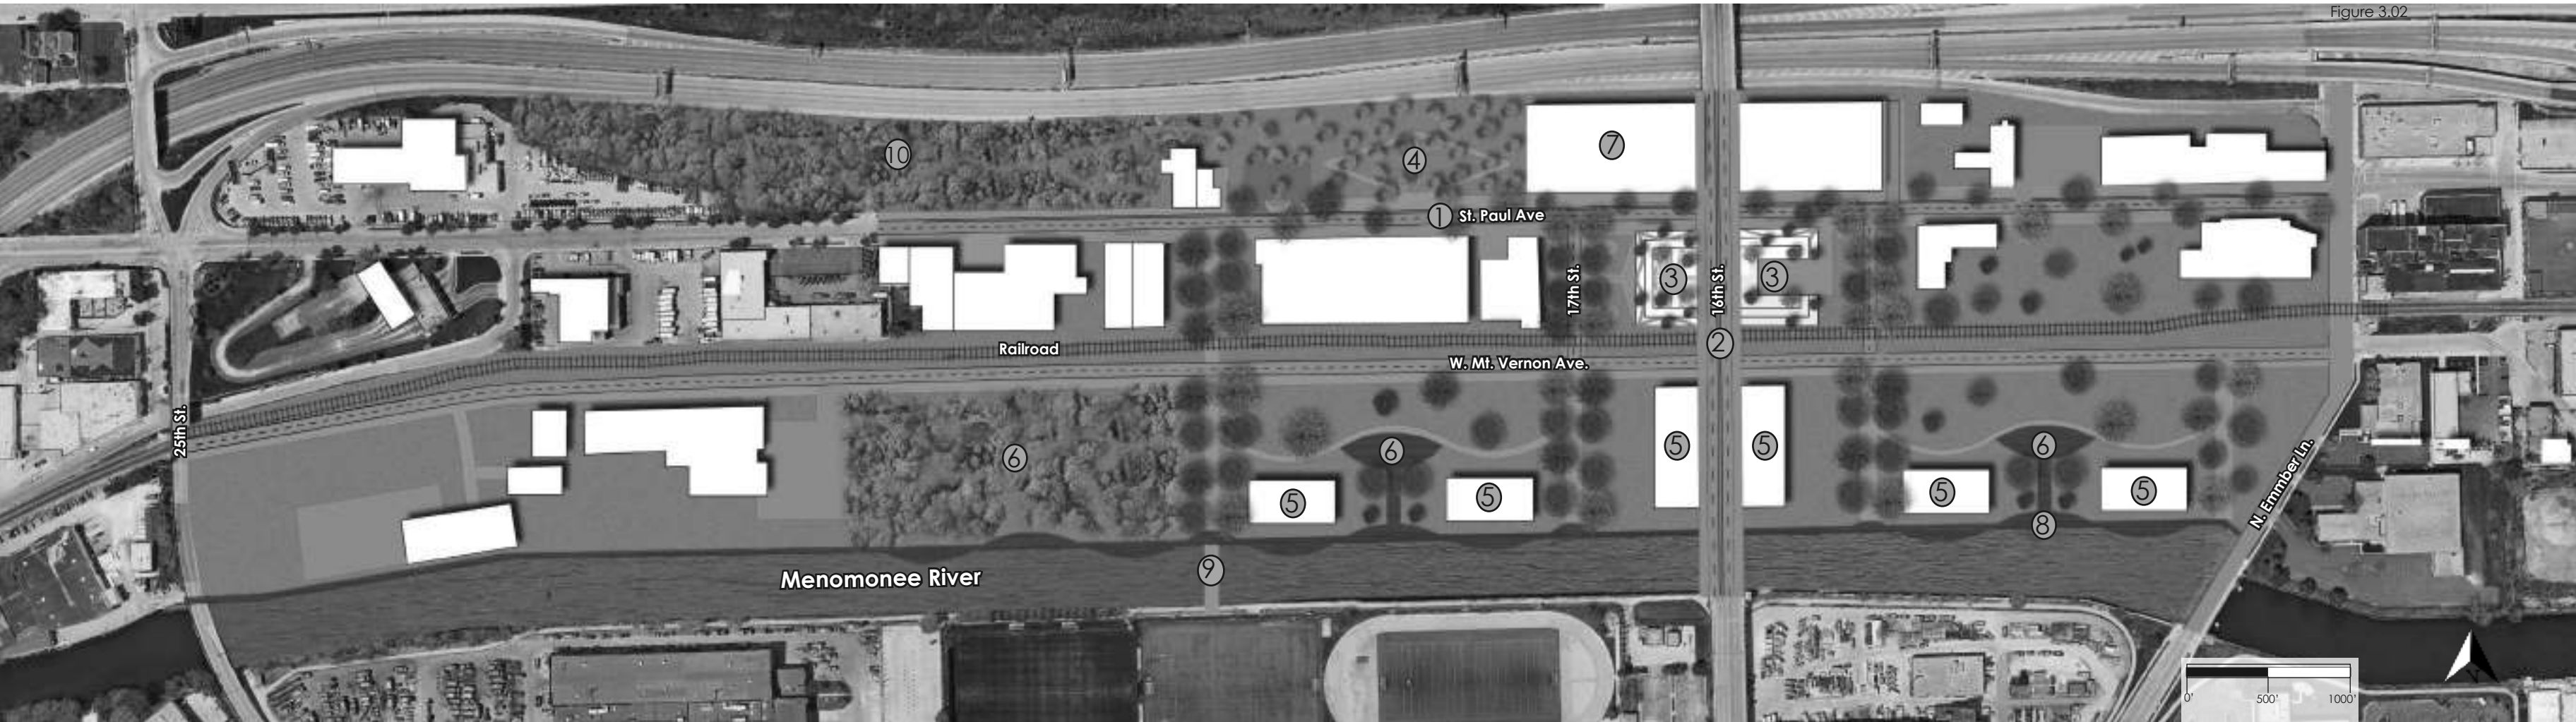 Figure 3.02
10
4
7
1 St. Paul Ave
3
3
17th St.
16th St.
2
Railroad
W. Mt. Vernon Ave.
25th St.
6
6
6
5
5
5
5
5
5
N. Emmber Ln.
8
9
Menomonee River
0' 500' 1000'
N